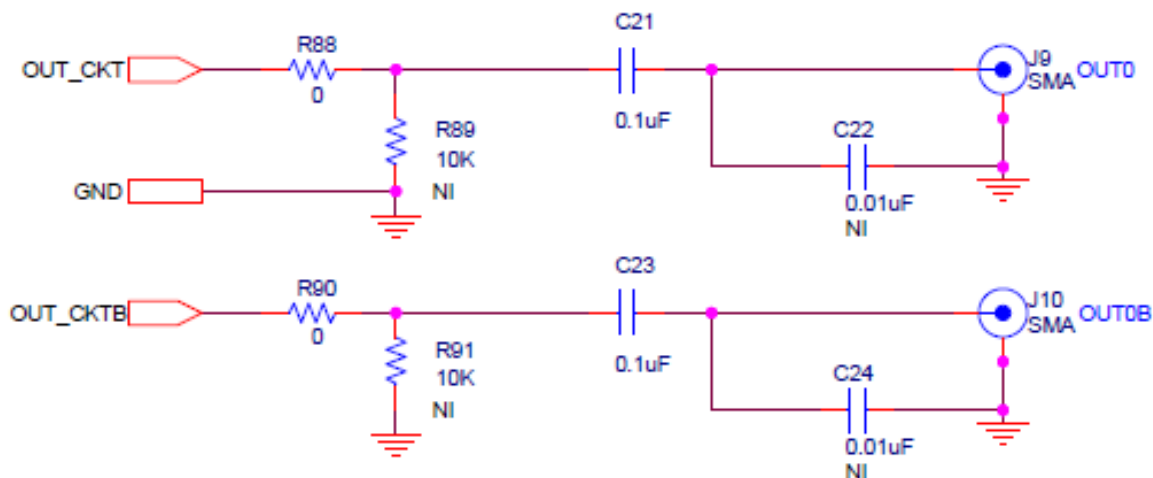 C21
R88
OUT_CKT
0
0.1uF
J9
SMA
OUT0
R89
10K
NI
C22
0.01uF
NI
GND
C23
R90
OUT_CKTB
0
0.1uF
J10
SMA
OUT0B
R91
10K
NI
C24
0.01uF
NI